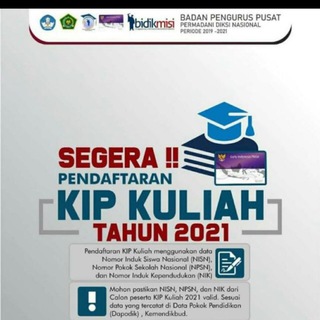 bidikmisi
BADAN PENGURUS PUSAT
PERMADANI DIKSI NASIONAL
PERIODE 2019 -2021
SEGERA !!
PENDAFTARAN
KIP KULIAH
TAHUN 2021
Pendaftaran KIP Kuliah menggunakan data
Nomor Induk Siswa Nasional (NISN),
Nomor Pokok Sekolah Nasional (NPSN),
dan Nomor Induk Kependudukan (NIK)
Mohon pastikan NISN, NPSN, dan NIK dari
Calon peserta KIP Kuliah 2021 valid. Sesuai
data yang tercatat di Data Pokok Pendidikan
(Dapodik) , Kemendikbud.